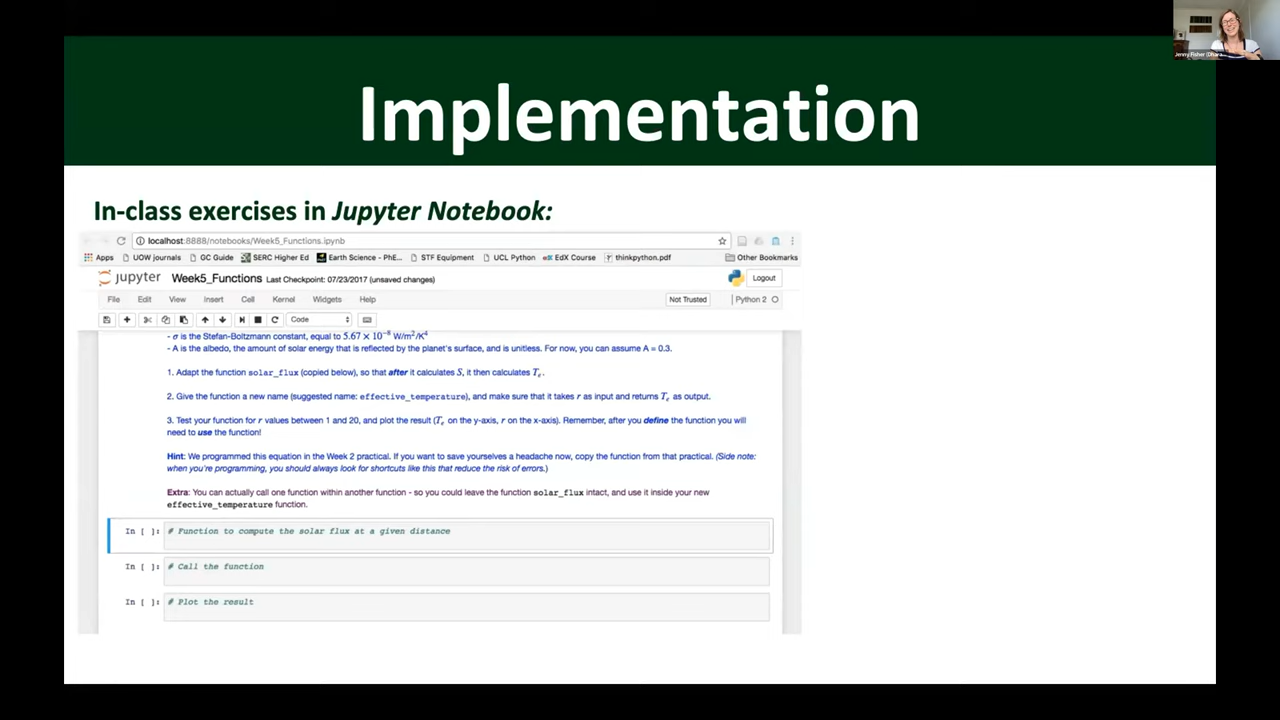 Jenny Fisher (Dhara
Implementation
In-class exercises in Jupyter Notebook:
localhost:8888/notebooks/Week5_Functions.ipynb
Apps UOW journals GC Guide SERC Higher Ed Earth Science - PhE... STF Equipment UCL Python EdX Course thinkpython.pdf Other Bookmarks
jupyter Week5_Functions Last Checkpoint: 07/23/2017 (unsaved changes) Logout
File Edit View Insert Cell Kernel Widgets Help Not Trusted Python 2
Code
- σ is the Stefan-Boltzmann constant, equal to 5.67 × 10⁻⁸ W/m²/K⁴
- A is the albedo, the amount of solar energy that is reflected by the planet's surface, and is unitless. For now, you can assume A = 0.3.
1. Adapt the function solar_flux (copied below), so that after it calculates S, it then calculates Tₑ.
2. Give the function a new name (suggested name: effective_temperature), and make sure that it takes r as input and returns Tₑ as output.
3. Test your function for r values between 1 and 20, and plot the result (Tₑ on the y-axis, r on the x-axis). Remember, after you define the function you will
need to use the function!
Hint: We programmed this equation in the Week 2 practical. If you want to save yourselves a headache now, copy the function from that practical. (Side note:
when you're programming, you should always look for shortcuts like this that reduce the risk of errors.)
Extra: You can actually call one function within another function - so you could leave the function solar_flux intact, and use it inside your new
effective_temperature function.
In [ ]: # Function to compute the solar flux at a given distance
In [ ]: # Call the function
In [ ]: # Plot the result